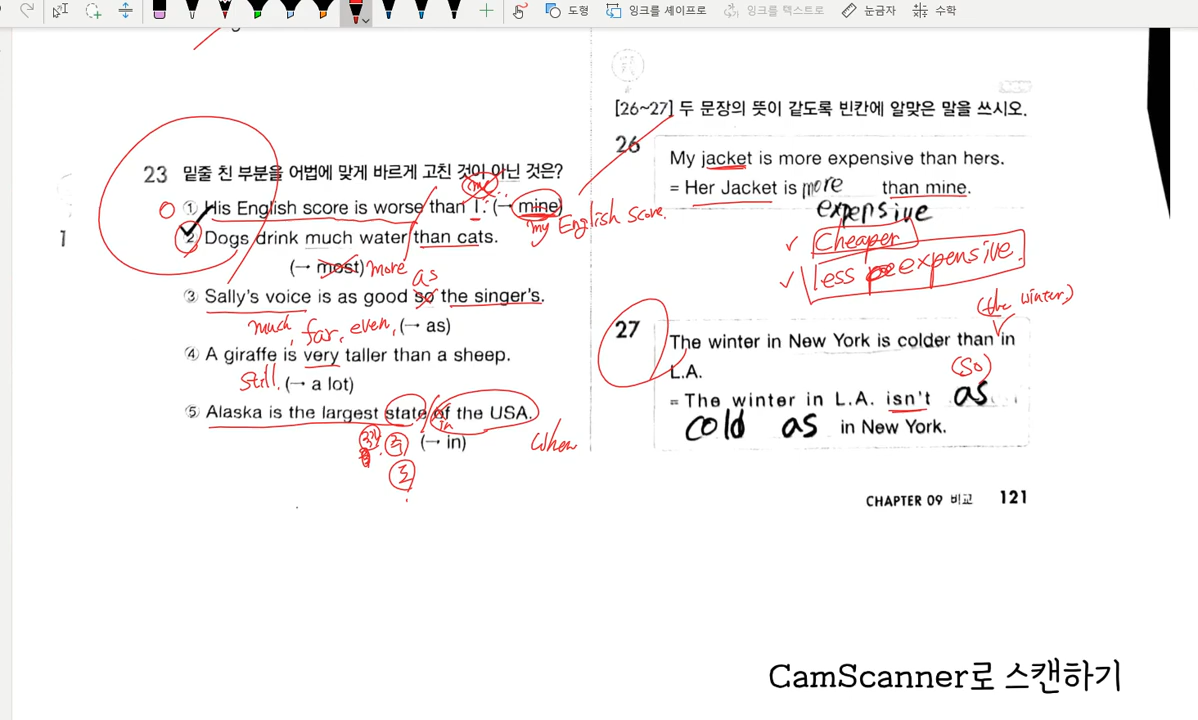 도형 잉크를 셰이프로 잉크를 텍스트로 눈금자 수학
23 밑줄 친 부분을 어법에 맞게 바르게 고친 것이 아닌 것은?
① His English score is worse than I. (→ mine)
my English score.
② Dogs drink much water than cats.
(→ most) more
as
③ Sally's voice is as good so the singer's.
(→ as)
much, far, even,
④ A giraffe is very taller than a sheep.
still, (→ a lot)
⑤ Alaska is the largest state of the USA.
in
(→ in)
주
도
1
[26~27] 두 문장의 뜻이 같도록 빈칸에 알맞은 말을 쓰시오.
26
My jacket is more expensive than hers.
= Her Jacket is more than mine.
expensive
Cheaper
less expensive.
27
(the winter)
The winter in New York is colder than in
L.A.
(so)
= The winter in L.A. isn't as
cold as in New York.
CHAPTER 09 비교 121
CamScanner로 스캔하기